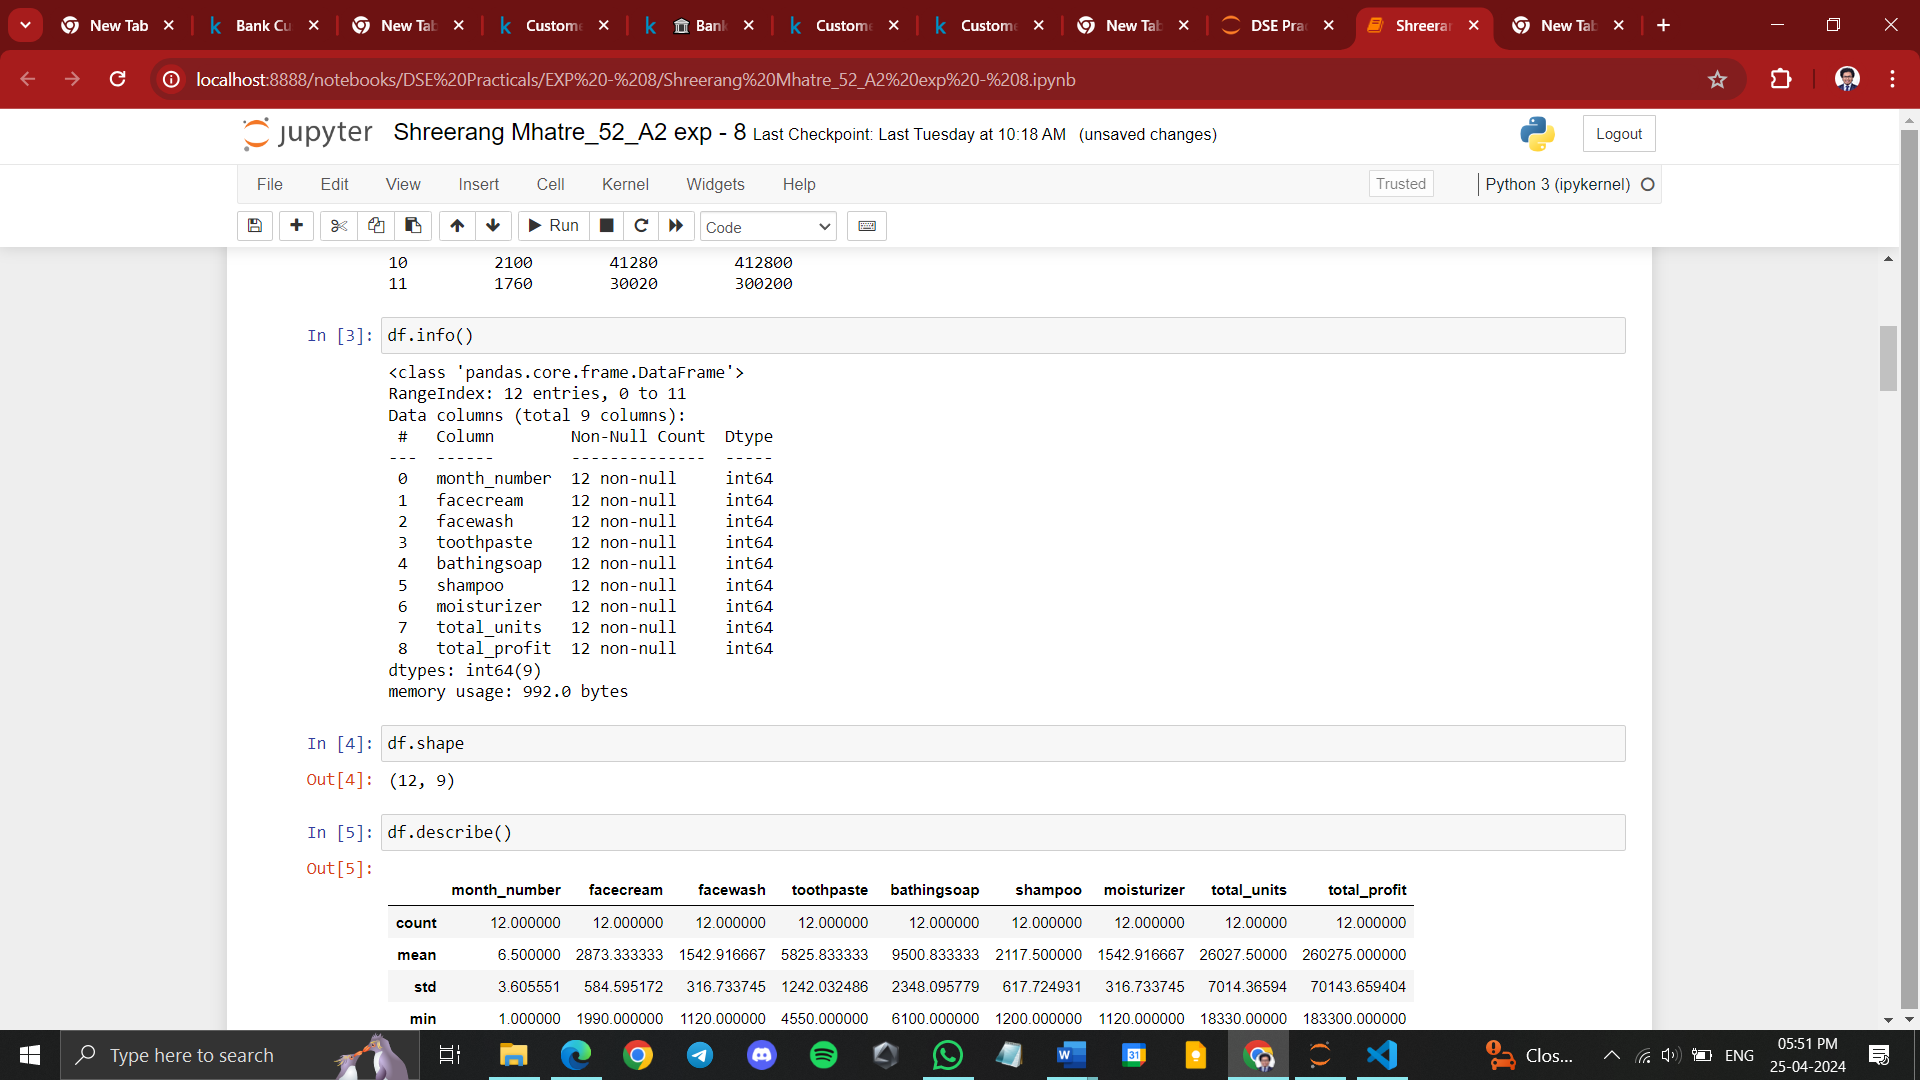 New Tab
Bank Cu
New Tab
Custome
Bank
Custome
Custome
New Tab
DSE Prac
Shreeran
New Tab
localhost:8888/notebooks/DSE%20Practicals/EXP%20-%208/Shreerang%20Mhatre_52_A2%20exp%20-%208.ipynb
jupyter Shreerang Mhatre_52_A2 exp - 8 Last Checkpoint: Last Tuesday at 10:18 AM (unsaved changes) Logout
File Edit View Insert Cell Kernel Widgets Help Trusted Python 3 (ipykernel)
Run Code
10 2100 41280 412800
11 1760 30020 300200
In [3]: df.info()
<class 'pandas.core.frame.DataFrame'>
RangeIndex: 12 entries, 0 to 11
Data columns (total 9 columns):
# Column Non-Null Count Dtype
--- ------ -------------- -----
0 month_number 12 non-null int64
1 facecream 12 non-null int64
2 facewash 12 non-null int64
3 toothpaste 12 non-null int64
4 bathingsoap 12 non-null int64
5 shampoo 12 non-null int64
6 moisturizer 12 non-null int64
7 total_units 12 non-null int64
8 total_profit 12 non-null int64
dtypes: int64(9)
memory usage: 992.0 bytes
In [4]: df.shape
Out[4]: (12, 9)
In [5]: df.describe()
Out[5]:
month_number facecream facewash toothpaste bathingsoap shampoo moisturizer total_units total_profit
count 12.000000 12.000000 12.000000 12.000000 12.000000 12.000000 12.000000 12.00000 12.000000
mean 6.500000 2873.333333 1542.916667 5825.833333 9500.833333 2117.500000 1542.916667 26027.50000 260275.000000
std 3.605551 584.595172 316.733745 1242.032486 2348.095779 617.724931 316.733745 7014.36594 70143.659404
min 1.000000 1990.000000 1120.000000 4550.000000 6100.000000 1200.000000 1120.000000 18330.00000 183300.000000
Type here to search
31
Clos...
ENG
05:51 PM
25-04-2024